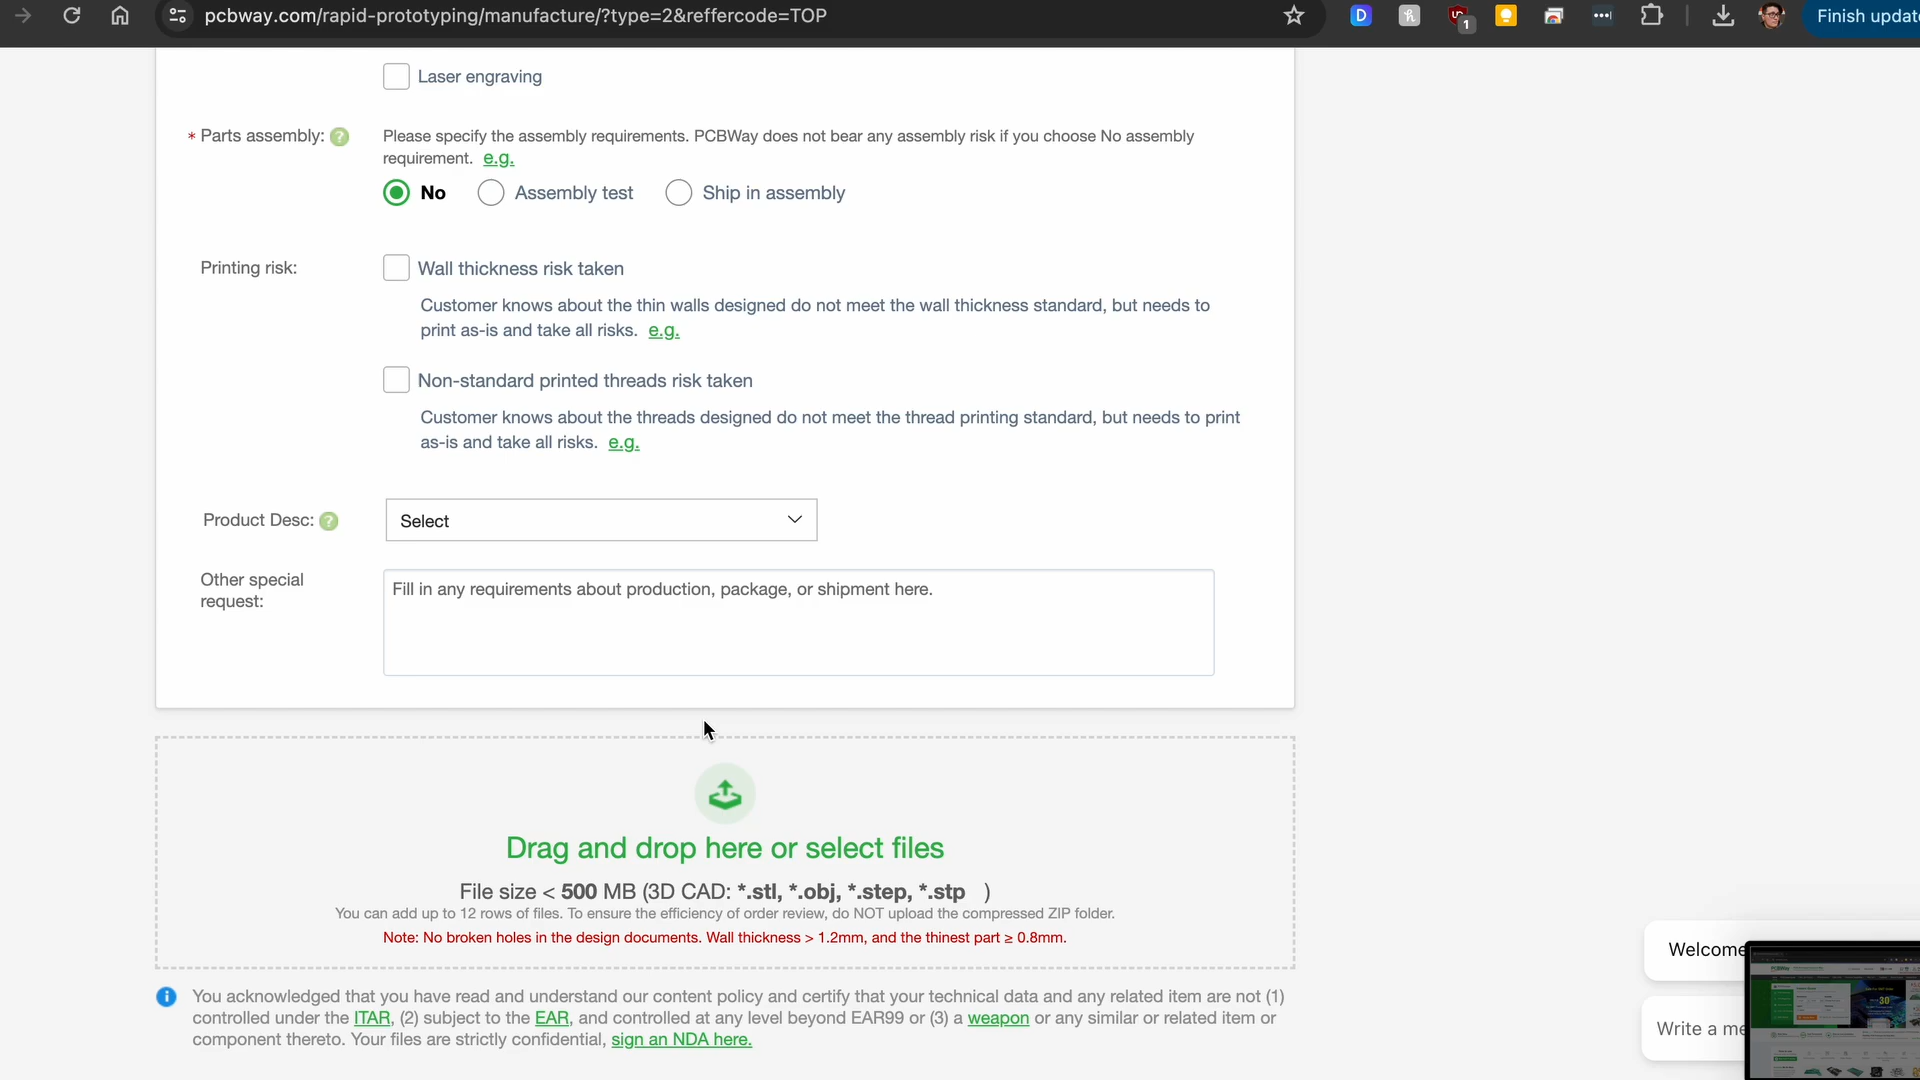 pcbway.com/rapid-prototyping/manufacture/?type=2&reffercode=TOP
D
h
1
Finish updat
Laser engraving
* Parts assembly: ?
Please specify the assembly requirements. PCBWay does not bear any assembly risk if you choose No assembly
requirement. e.g.
No Assembly test Ship in assembly
Printing risk:
Wall thickness risk taken
Customer knows about the thin walls designed do not meet the wall thickness standard, but needs to
print as-is and take all risks. e.g.
Non-standard printed threads risk taken
Customer knows about the threads designed do not meet the thread printing standard, but needs to print
as-is and take all risks. e.g.
Product Desc: ?
Select
Other special
request:
Fill in any requirements about production, package, or shipment here.
Drag and drop here or select files
File size < 500 MB (3D CAD: *.stl, *.obj, *.step, *.stp )
You can add up to 12 rows of files. To ensure the efficiency of order review, do NOT upload the compressed ZIP folder.
Note: No broken holes in the design documents. Wall thickness > 1.2mm, and the thinest part ≥ 0.8mm.
You acknowledged that you have read and understand our content policy and certify that your technical data and any related item are not (1)
controlled under the ITAR, (2) subject to the EAR, and controlled at any level beyond EAR99 or (3) a weapon or any similar or related item or
component thereto. Your files are strictly confidential, sign an NDA here.
Welcome
Write a me